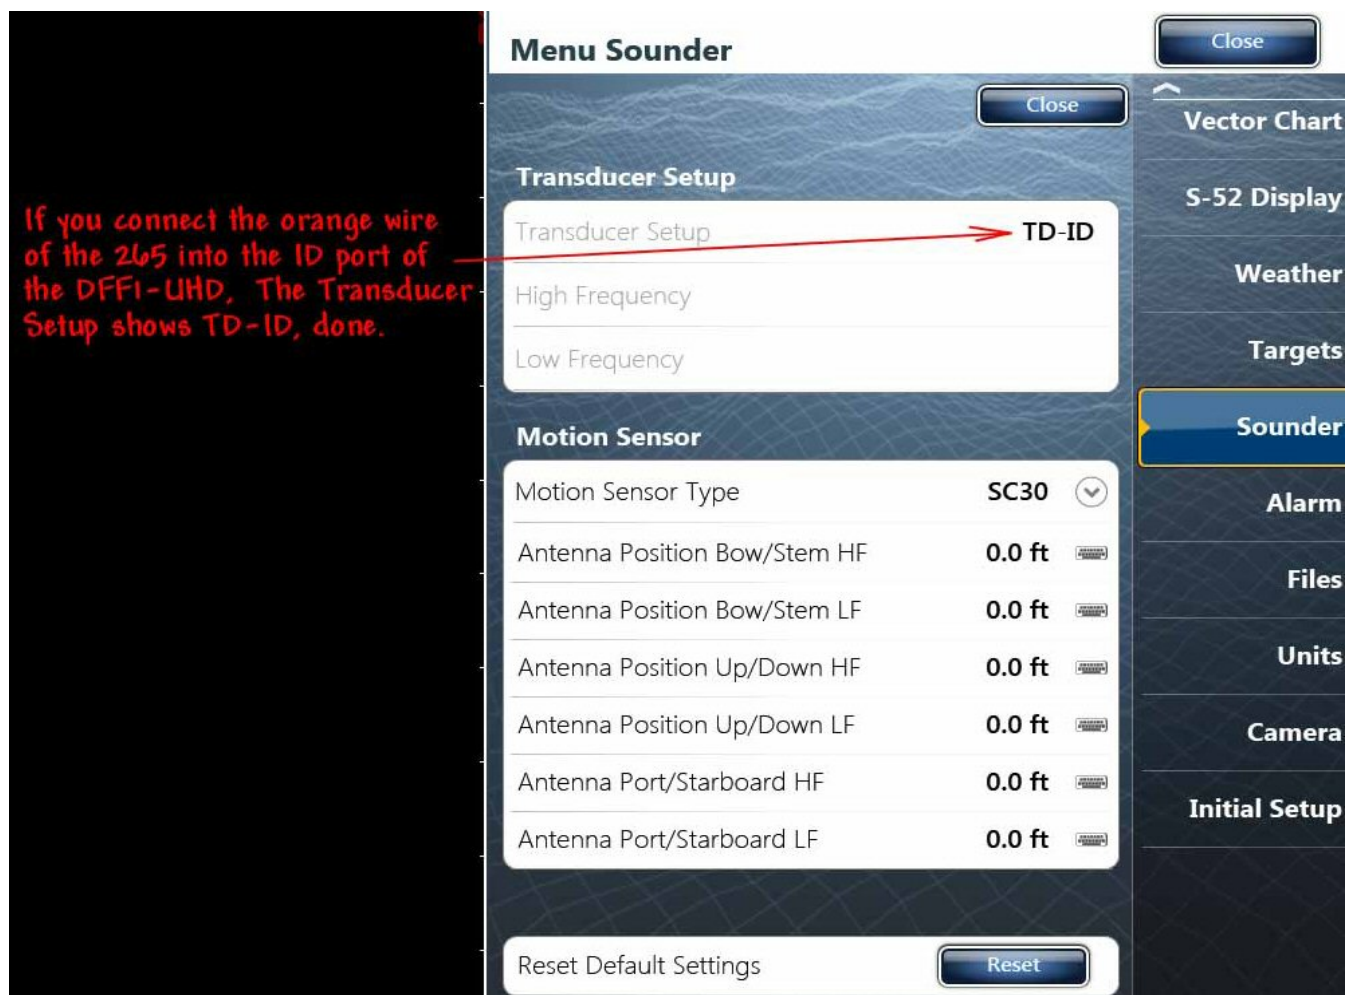 Menu Sounder
Close
Close
Transducer Setup
Transducer Setup
TD-ID
High Frequency
Low Frequency
If you connect the orange wire
of the 265 into the ID port of
the DFF1-UHD, The Transducer
Setup shows TD-ID, done.
Motion Sensor
Motion Sensor Type
SC30
Antenna Position Bow/Stem HF
0.0 ft
Antenna Position Bow/Stem LF
0.0 ft
Antenna Position Up/Down HF
0.0 ft
Antenna Position Up/Down LF
0.0 ft
Antenna Port/Starboard HF
0.0 ft
Antenna Port/Starboard LF
0.0 ft
Reset Default Settings
Reset
Vector Chart
S-52 Display
Weather
Targets
Sounder
Alarm
Files
Units
Camera
Initial Setup